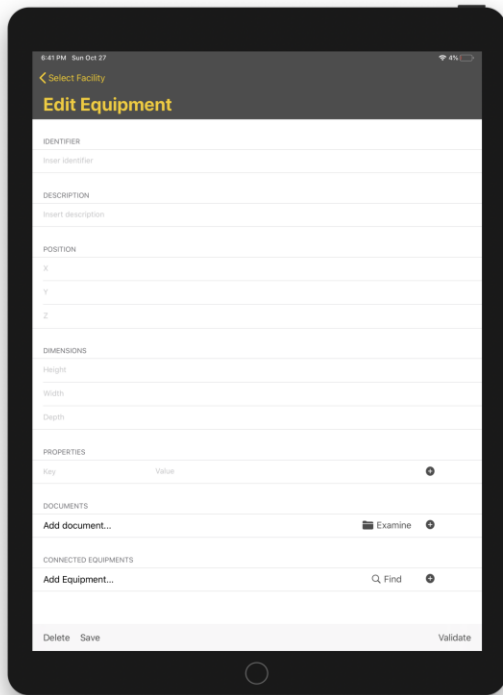 6:41 PM Sun Oct 27 4%
Select Facility
Edit Equipment
IDENTIFIER
Inser identifier
DESCRIPTION
Insert description
POSITION
X
Y
Z
DIMENSIONS
Height
Width
Depth
PROPERTIES
Key Value
DOCUMENTS
Add document... Examine
CONNECTED EQUIPMENTS
Add Equipment... Find
Delete Save Validate